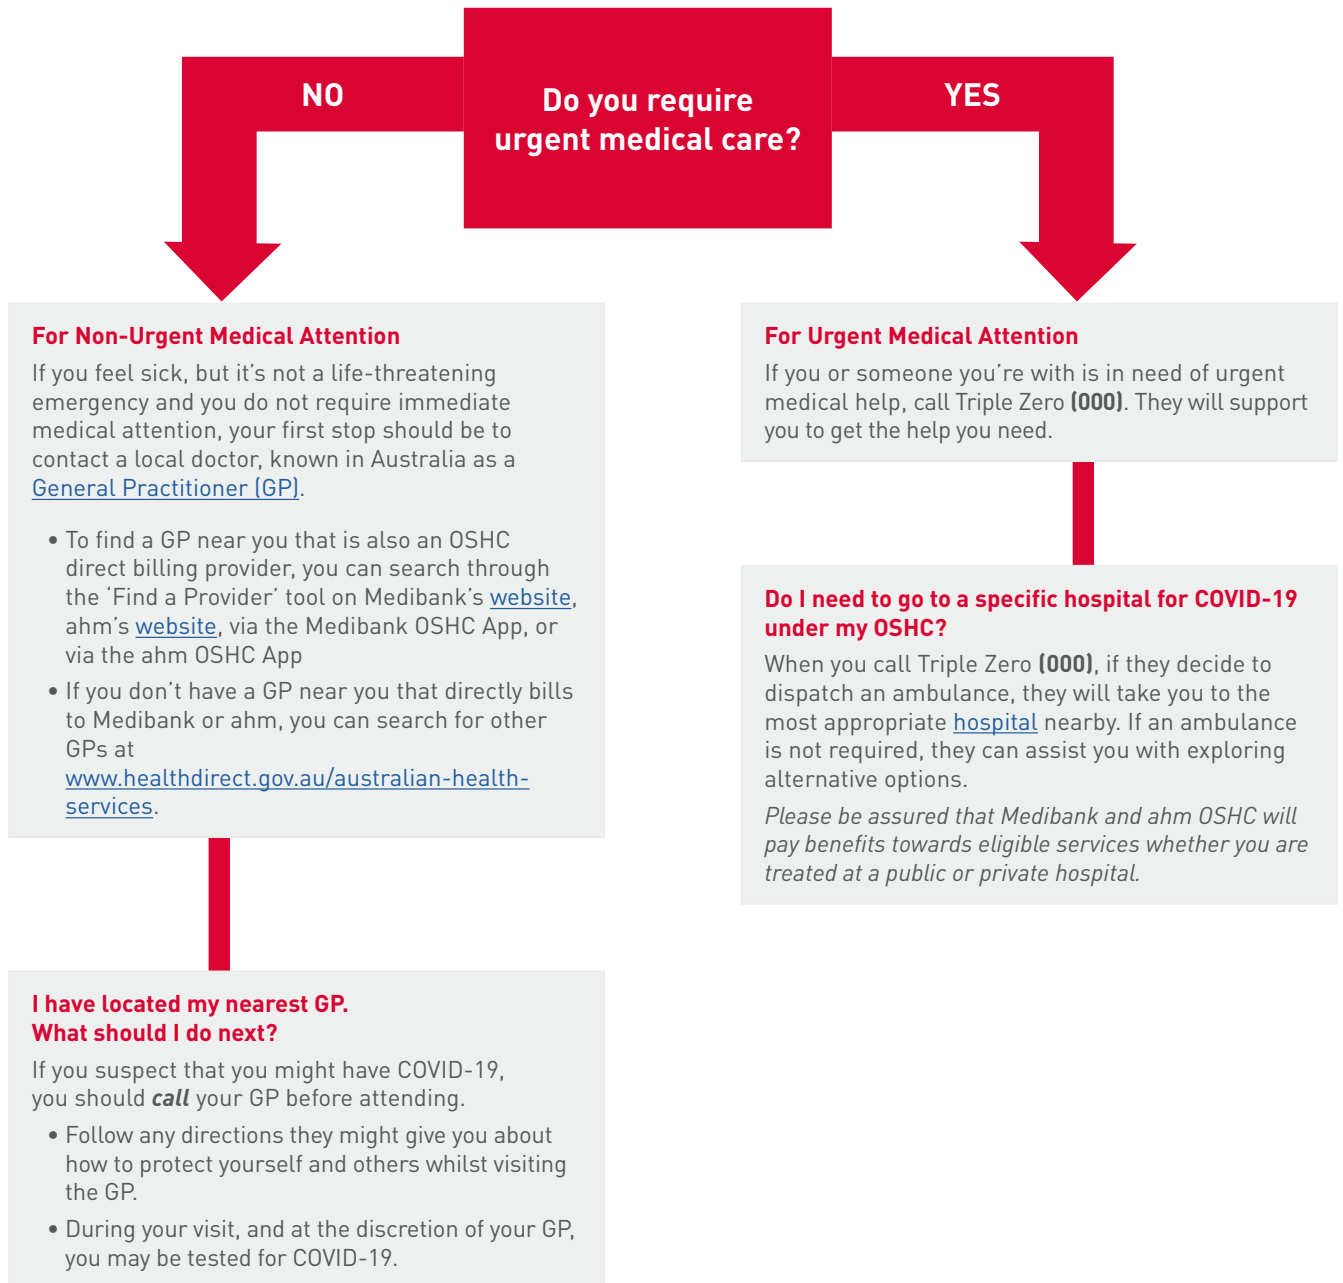 Do you require
urgent medical care?
NO
YES
For Non-Urgent Medical Attention
If you feel sick, but it’s not a life-threatening
emergency and you do not require immediate
medical attention, your first stop should be to
contact a local doctor, known in Australia as a
General Practitioner (GP).
• To find a GP near you that is also an OSHC
direct billing provider, you can search through
the ‘Find a Provider’ tool on Medibank’s website,
ahm’s website, via the Medibank OSHC App, or
via the ahm OSHC App
• If you don’t have a GP near you that directly bills
to Medibank or ahm, you can search for other
GPs at
www.healthdirect.gov.au/australian-health-
services.
I have located my nearest GP.
What should I do next?
If you suspect that you might have COVID-19,
you should call your GP before attending.
• Follow any directions they might give you about
how to protect yourself and others whilst visiting
the GP.
• During your visit, and at the discretion of your GP,
you may be tested for COVID-19.
For Urgent Medical Attention
If you or someone you’re with is in need of urgent
medical help, call Triple Zero (000). They will support
you to get the help you need.
Do I need to go to a specific hospital for COVID-19
under my OSHC?
When you call Triple Zero (000), if they decide to
dispatch an ambulance, they will take you to the
most appropriate hospital nearby. If an ambulance
is not required, they can assist you with exploring
alternative options.
Please be assured that Medibank and ahm OSHC will
pay benefits towards eligible services whether you are
treated at a public or private hospital.